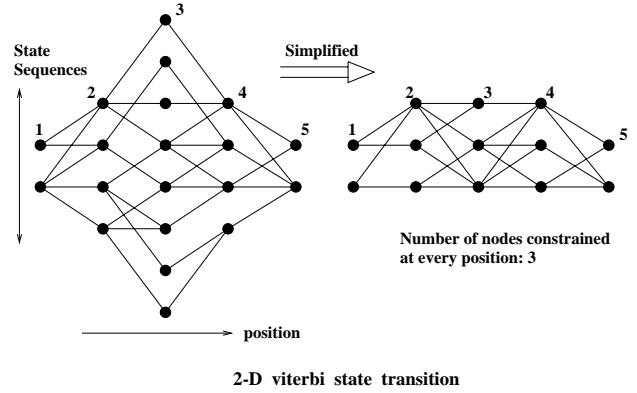 3
State
Sequences
Simplified
2
4
2
3
4
1
5
1
5
Number of nodes constrained
at every position: 3
position
2-D viterbi state transition